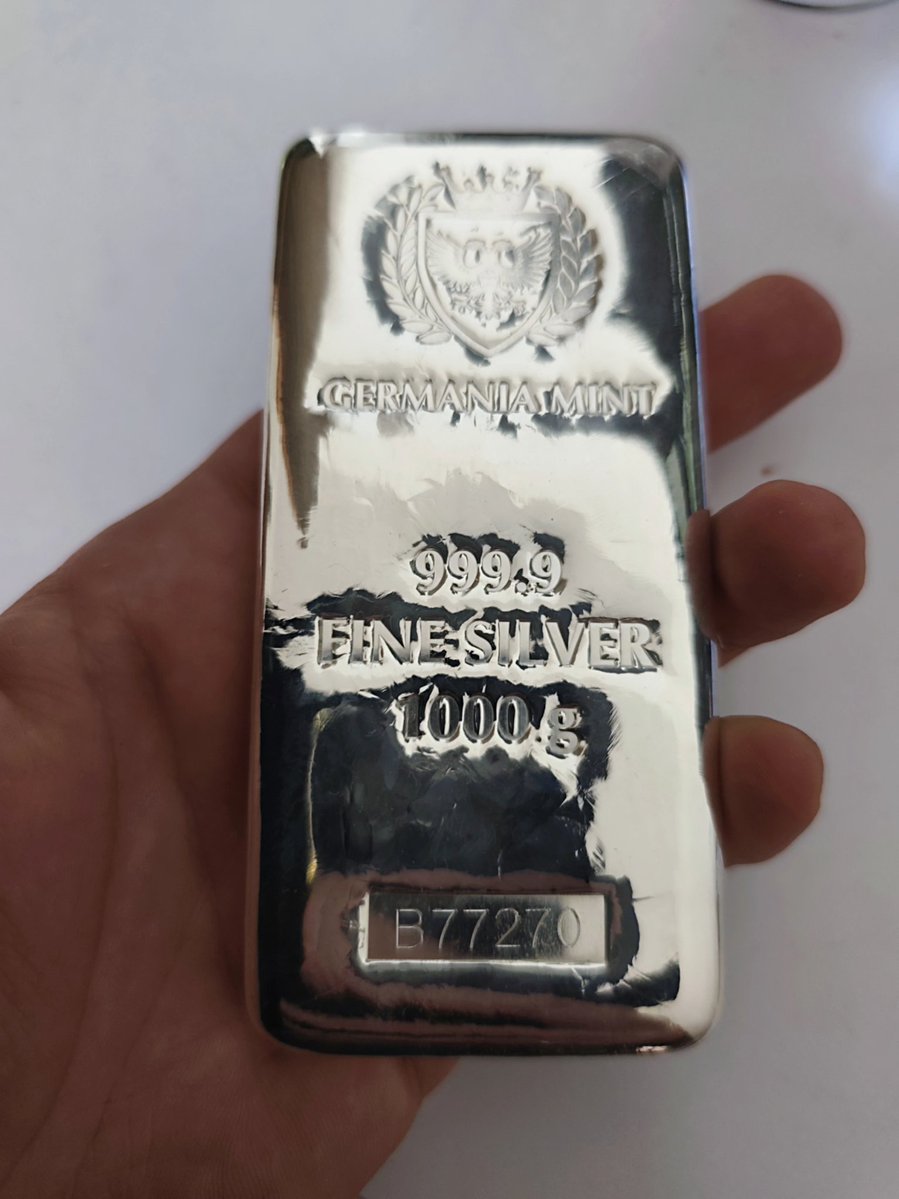 GERMANIA MINT
999.9
FINE SILVER
1000 g
B77270